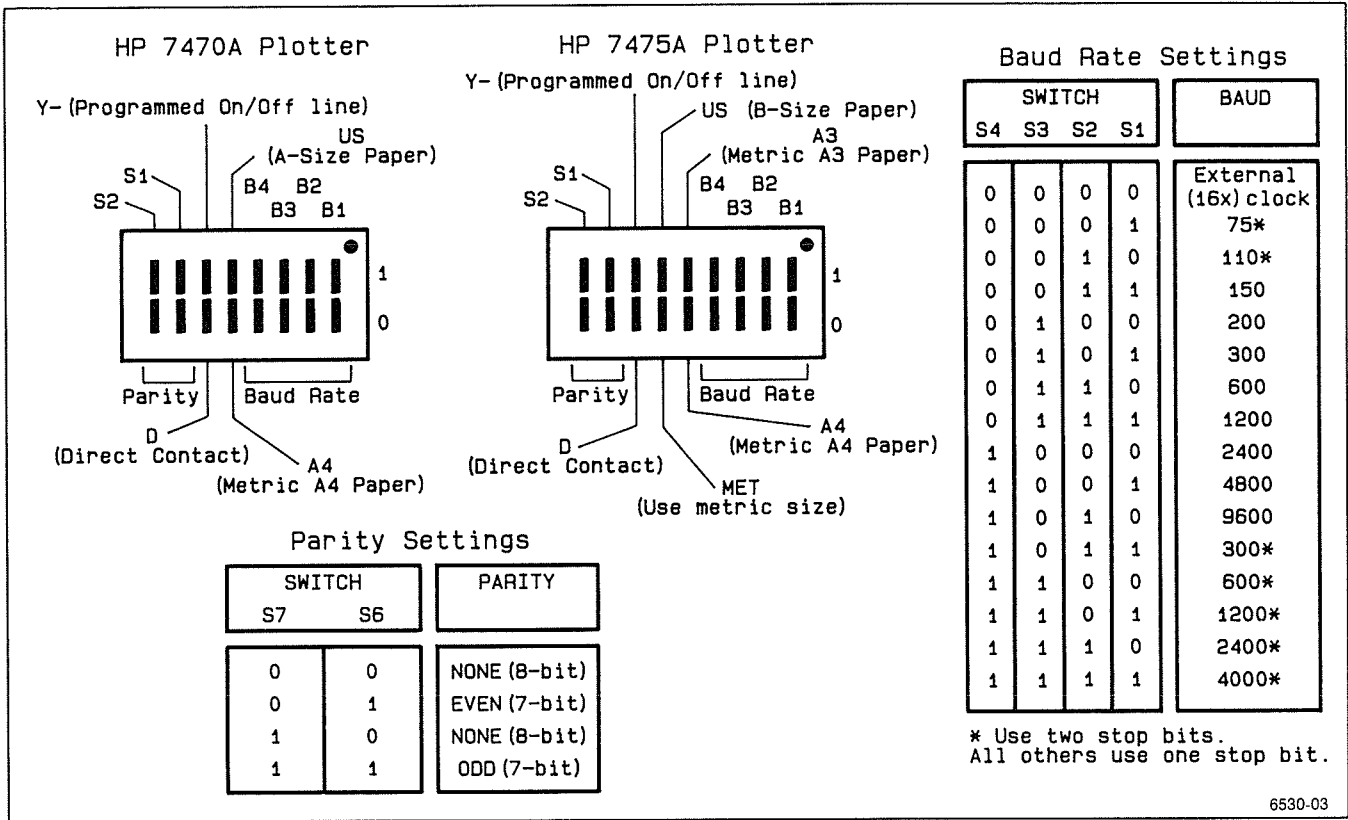 HP 7470A Plotter
Y- (Programmed On/Off line)
US
(A-Size Paper)
S1
S2
B4 B2
B3 B1
1
0
Parity
Baud Rate
D
(Direct Contact)
A4
(Metric A4 Paper)
HP 7475A Plotter
Y- (Programmed On/Off line)
US (B-Size Paper)
A3
(Metric A3 Paper)
S1
S2
B4 B2
B3 B1
1
0
Parity
Baud Rate
D
(Direct Contact)
A4
(Metric A4 Paper)
MET
(Use metric size)
Parity Settings
SWITCH PARITY
S7 S6
0 0 NONE (8-bit)
0 1 EVEN (7-bit)
1 0 NONE (8-bit)
1 1 ODD (7-bit)
Baud Rate Settings
SWITCH BAUD
S4 S3 S2 S1
0 0 0 0 External
(16x) clock
0 0 0 1 75*
0 0 1 0 110*
0 0 1 1 150
0 1 0 0 200
0 1 0 1 300
0 1 1 0 600
0 1 1 1 1200
1 0 0 0 2400
1 0 0 1 4800
1 0 1 0 9600
1 0 1 1 300*
1 1 0 0 600*
1 1 0 1 1200*
1 1 1 0 2400*
1 1 1 1 4000*
* Use two stop bits.
All others use one stop bit.
6530-03